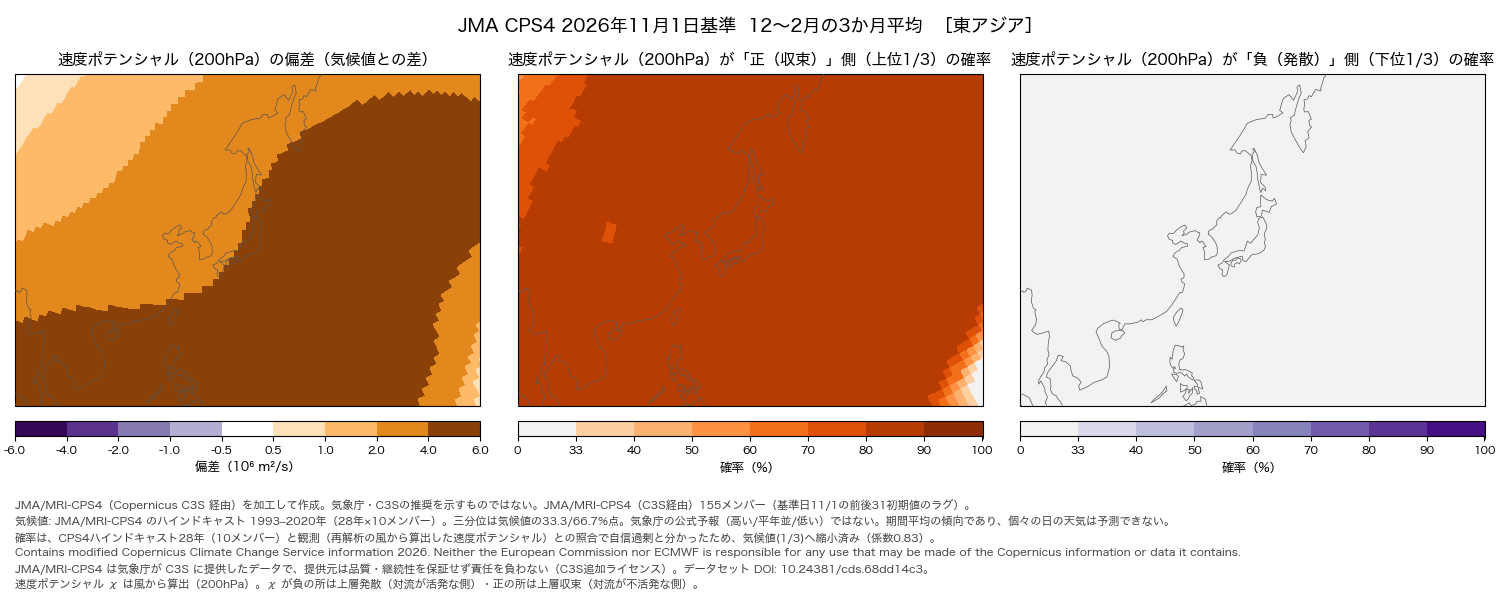 JMA CPS4 2026年11月1日基準  12～2月の3か月平均  ［東アジア］
速度ポテンシャル（200hPa）の偏差（気候値との差）
速度ポテンシャル（200hPa）が「正（収束）」側（上位1/3）の確率
速度ポテンシャル（200hPa）が「負（発散）」側（下位1/3）の確率
-6.0 -4.0 -2.0 -1.0 -0.5 0.5 1.0 2.0 4.0 6.0
偏差（10⁶ m²/s）
0 33 40 50 60 70 80 90 100
確率（%）
0 33 40 50 60 70 80 90 100
確率（%）
JMA/MRI-CPS4（Copernicus C3S 経由）を加工して作成。気象庁・C3Sの推奨を示すものではない。JMA/MRI-CPS4（C3S経由）155メンバー（基準日11/1の前後31初期値のラグ）。
気候値: JMA/MRI-CPS4 のハインドキャスト 1993–2020年（28年×10メンバー）。三分位は気候値の33.3/66.7%点。気象庁の公式予報（高い/平年並/低い）ではない。期間平均の傾向であり、個々の日の天気は予測できない。
確率は、CPS4ハインドキャスト28年（10メンバー）と観測（再解析の風から算出した速度ポテンシャル）との照合で自信過剰と分かったため、気候値(1/3)へ縮小済み（係数0.83）。
Contains modified Copernicus Climate Change Service information 2026. Neither the European Commission nor ECMWF is responsible for any use that may be made of the Copernicus information or data it contains.
JMA/MRI-CPS4 は気象庁が C3S に提供したデータで、提供元は品質・継続性を保証せず責任を負わない（C3S追加ライセンス）。データセット DOI: 10.24381/cds.68dd14c3。
速度ポテンシャル χ は風から算出（200hPa）。χ が負の所は上層発散（対流が活発な側）・正の所は上層収束（対流が不活発な側）。